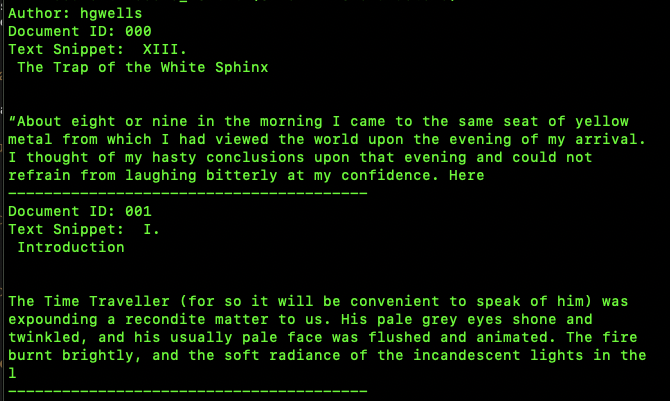 Author: hgwells
Document ID: 000
Text Snippet:  XIII.
 The Trap of the White Sphinx
“About eight or nine in the morning I came to the same seat of yellow
metal from which I had viewed the world upon the evening of my arrival.
I thought of my hasty conclusions upon that evening and could not
refrain from laughing bitterly at my confidence. Here
----------------------------------------
Document ID: 001
Text Snippet:  I.
 Introduction
The Time Traveller (for so it will be convenient to speak of him) was
expounding a recondite matter to us. His pale grey eyes shone and
twinkled, and his usually pale face was flushed and animated. The fire
burnt brightly, and the soft radiance of the incandescent lights in the
l
----------------------------------------